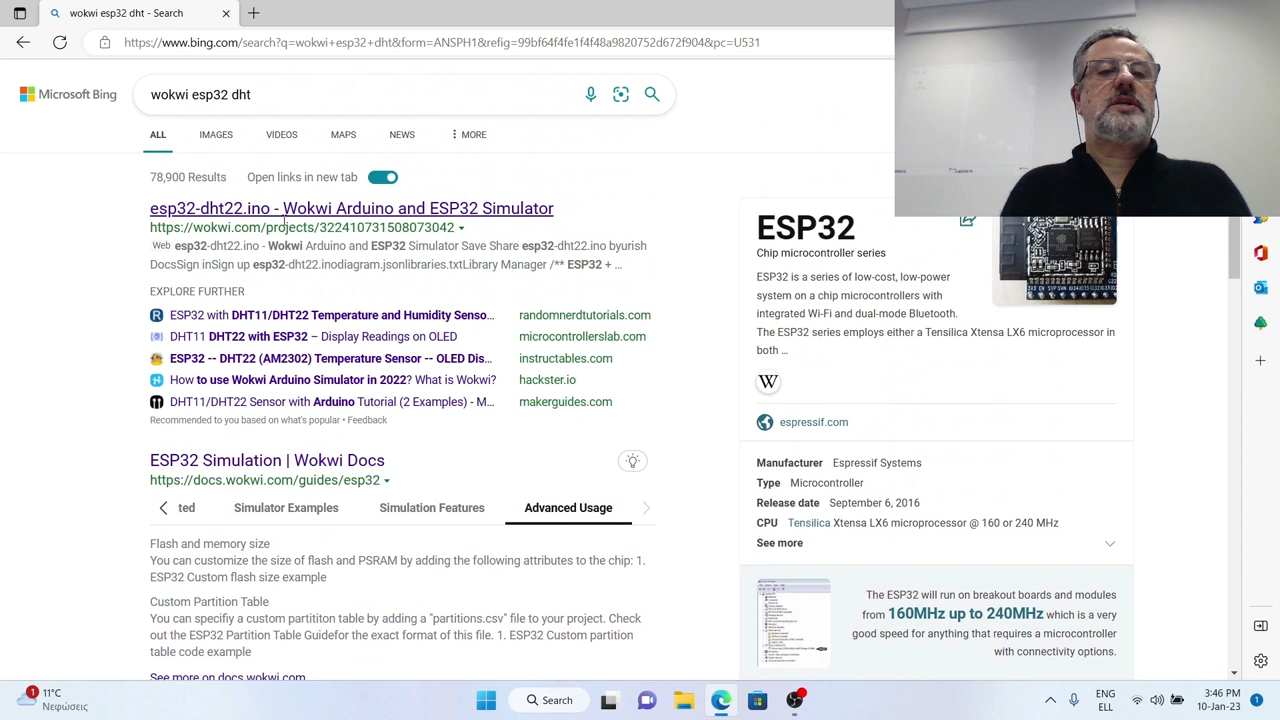 wokwi esp32 dht
https://www.bing.com/search?q=wokwi+esp32+dht&form=ANSPH1&refig=99bf64f4fe1f4f48a9820752d672f904&pc=U531
Microsoft Bing
wokwi esp32 dht
ALL
IMAGES
VIDEOS
MAPS
NEWS
MORE
78,900 Results
Open links in new tab
esp32-dht22.ino - Wokwi Arduino and ESP32 Simulator
https://wokwi.com/projects/322410731508073042
Web esp32-dht22.ino - Wokwi Arduino and ESP32 Simulator Save Share esp32-dht22.ino byurish
DocsSign inSign up esp32-dht22.inodiagram.jsonlibraries.txtLibrary Manager /** ESP32 + …
EXPLORE FURTHER
ESP32 with DHT11/DHT22 Temperature and Humidity Senso…
randomnerdtutorials.com
DHT11 DHT22 with ESP32 – Display Readings on OLED
microcontrollerslab.com
ESP32 -- DHT22 (AM2302) Temperature Sensor -- OLED Dis…
instructables.com
How to use Wokwi Arduino Simulator in 2022? What is Wokwi?
hackster.io
DHT11/DHT22 Sensor with Arduino Tutorial (2 Examples) - M…
makerguides.com
Recommended to you based on what's popular • Feedback
ESP32 Simulation | Wokwi Docs
https://docs.wokwi.com/guides/esp32
ted
Simulator Examples
Simulation Features
Advanced Usage
Flash and memory size
You can customize the size of flash and PSRAM by adding the following attributes to the chip: 1.
ESP32 Custom flash size example
Custom Partition Table
You can specify a custom partition table by adding a "partitions.csv file to your project. Check
out the ESP32 Partition Table Guidefor the exact format of this file. 1. ESP32 Custom partition
table code example
See more on docs.wokwi.com
ESP32
Chip microcontroller series
ESP32 is a series of low-cost, low-power
system on a chip microcontrollers with
integrated Wi-Fi and dual-mode Bluetooth.
The ESP32 series employs either a Tensilica Xtensa LX6 microprocessor in
both …
W
espressif.com
Manufacturer Espressif Systems
Type Microcontroller
Release date September 6, 2016
CPU Tensilica Xtensa LX6 microprocessor @ 160 or 240 MHz
See more
The ESP32 will run on breakout boards and modules
from 160MHz up to 240MHz which is a very
good speed for anything that requires a microcontroller
with connectivity options.
1
11°C
Νεφώσεις
Search
ENG
ΕΛL
3:46 PM
10-Jan-23
1